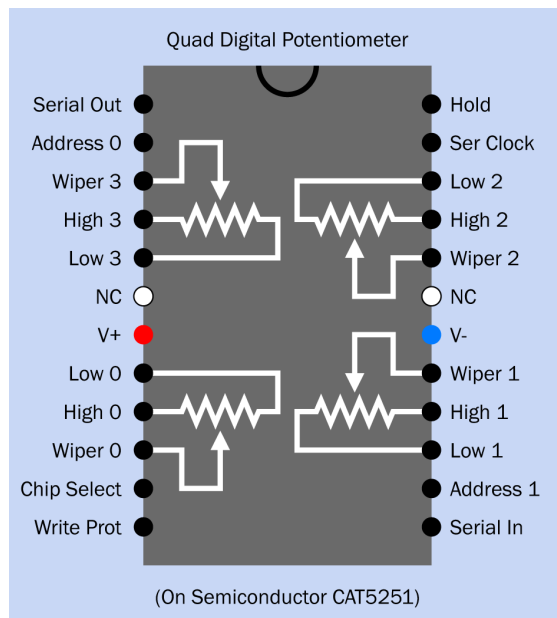 Quad Digital Potentiometer
Serial Out
Hold
Address 0
Ser Clock
Wiper 3
Low 2
High 3
High 2
Low 3
Wiper 2
NC
NC
V+
V-
Low 0
Wiper 1
High 0
High 1
Wiper 0
Low 1
Chip Select
Address 1
Write Prot
Serial In
(On Semiconductor CAT5251)